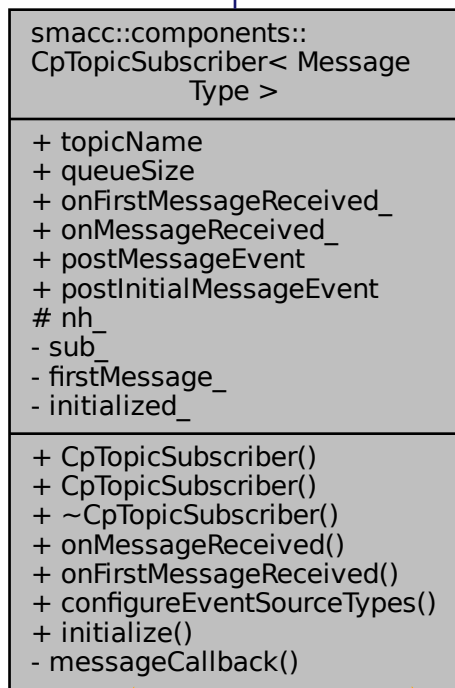 smacc::components::
CpTopicSubscriber< Message
Type >
+ topicName
+ queueSize
+ onFirstMessageReceived_
+ onMessageReceived_
+ postMessageEvent
+ postInitialMessageEvent
# nh_
- sub_
- firstMessage_
- initialized_
+ CpTopicSubscriber()
+ CpTopicSubscriber()
+ ~CpTopicSubscriber()
+ onMessageReceived()
+ onFirstMessageReceived()
+ configureEventSourceTypes()
+ initialize()
- messageCallback()